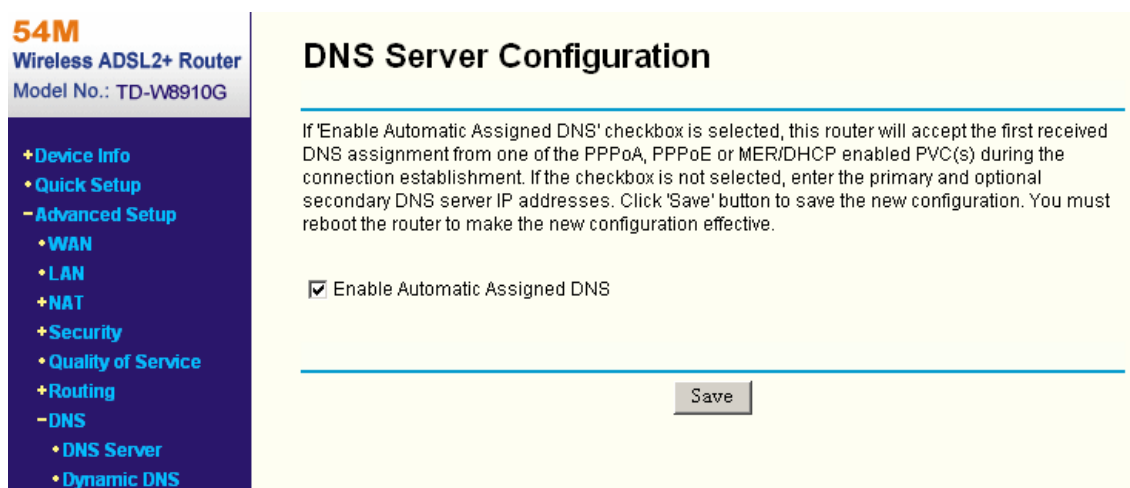 54M
Wireless ADSL2+ Router
Model No.: TD-W8910G
+Device Info
•Quick Setup
-Advanced Setup
•WAN
•LAN
+NAT
+Security
•Quality of Service
+Routing
-DNS
•DNS Server
•Dynamic DNS
DNS Server Configuration
If 'Enable Automatic Assigned DNS' checkbox is selected, this router will accept the first received
DNS assignment from one of the PPPoA, PPPoE or MER/DHCP enabled PVC(s) during the
connection establishment. If the checkbox is not selected, enter the primary and optional
secondary DNS server IP addresses. Click 'Save' button to save the new configuration. You must
reboot the router to make the new configuration effective.
Enable Automatic Assigned DNS
Save